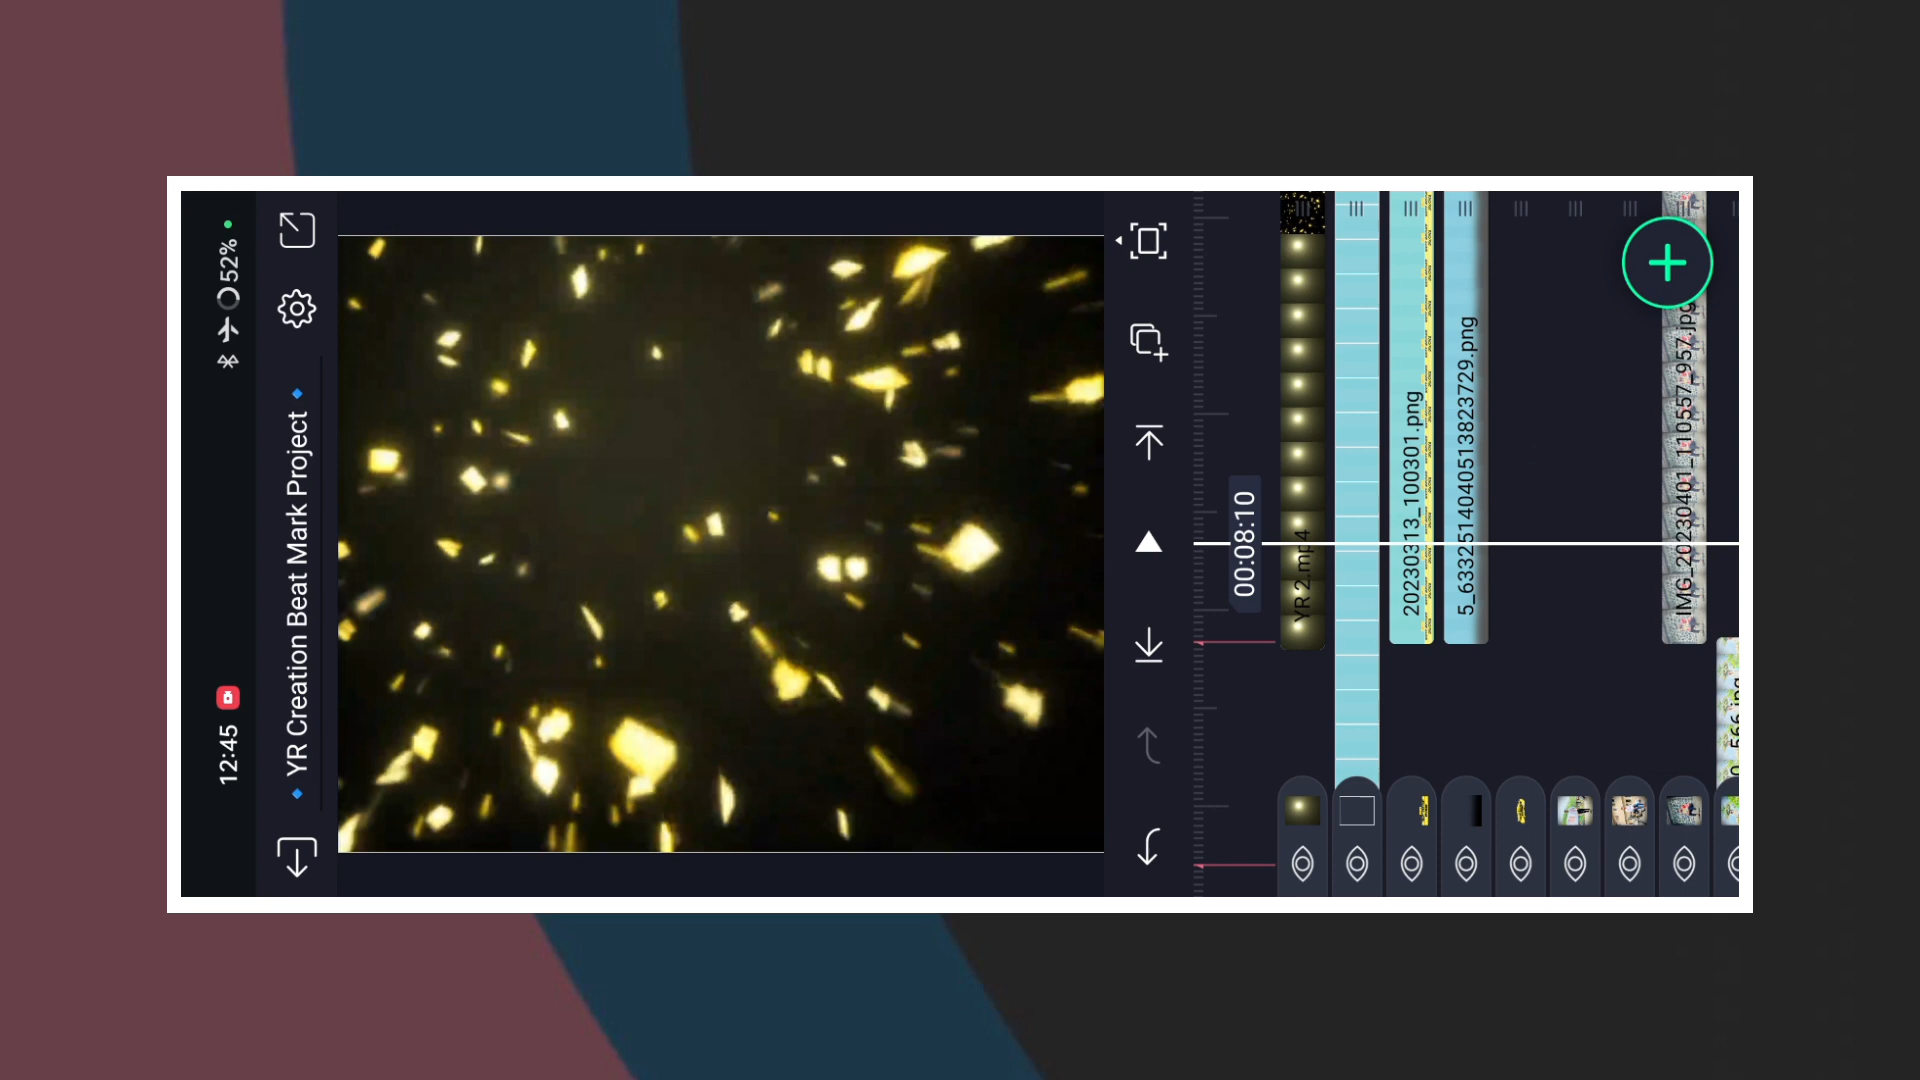 12:45
52%
YR Creation Beat Mark Project
00:08:10
YR 2.mp4
20230313_100301.png
5_6332514040513823729.png
IMG_20230401_110557_957.jpg